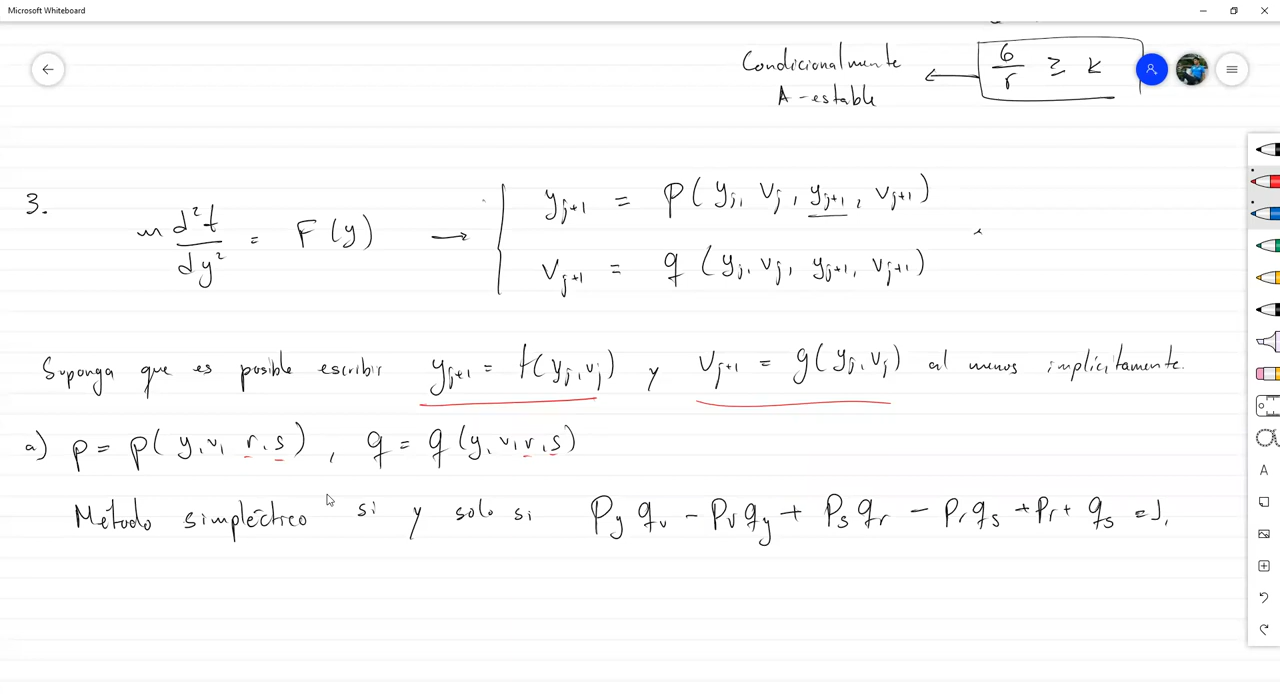 Microsoft Whiteboard
Condicionalmente A-estable ← 6/r ≥ k
3. m d²t/dy² = F(y) → y_{j+1} = p(y_j, v_j, y_{j+1}, v_{j+1})
v_{j+1} = q(y_j, v_j, y_{j+1}, v_{j+1})
Suponga que es posible escribir y_{j+1} = f(y_j, v_j) y v_{j+1} = g(y_j, v_j) al menos implícitamente.
a) p = p(y, v, r, s), q = q(y, v, r, s)
Método simpléctico si y solo si p_y q_v - p_v q_y + p_s q_r - p_r q_s + p_r + q_s = 1,
A